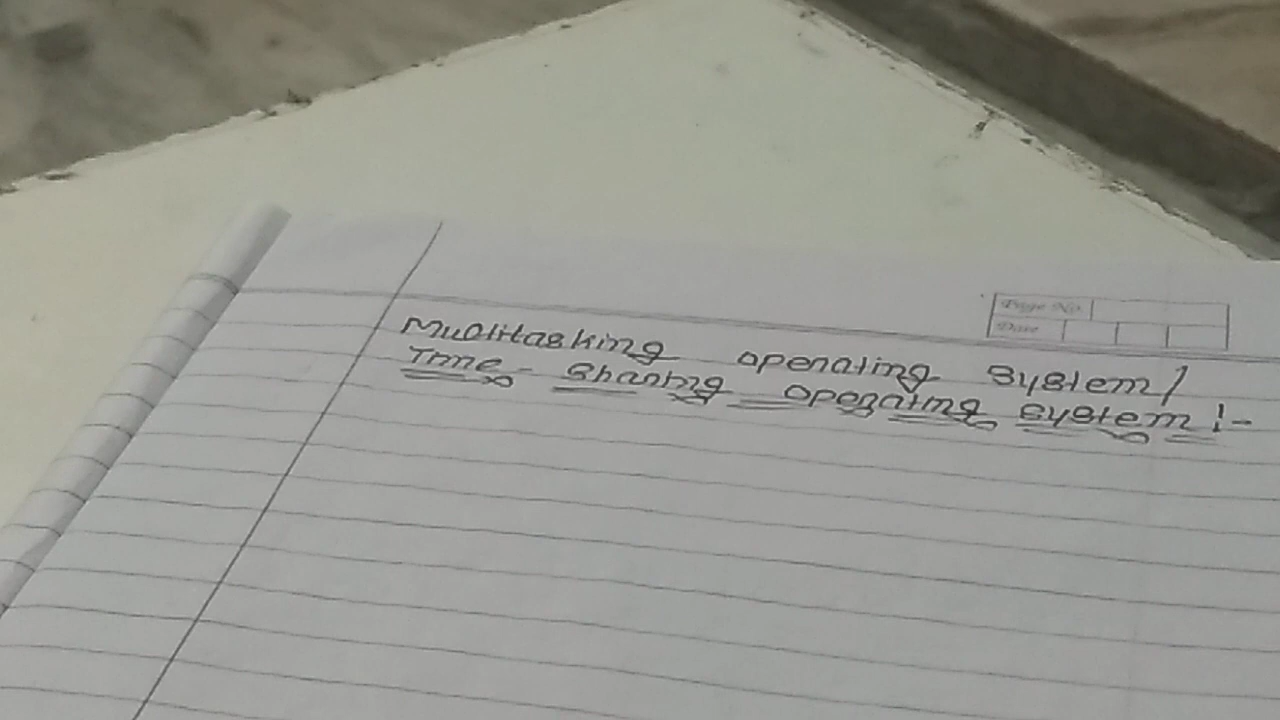 Multitasking operating system/
Time-sharing operating system:-
Page No.
Date